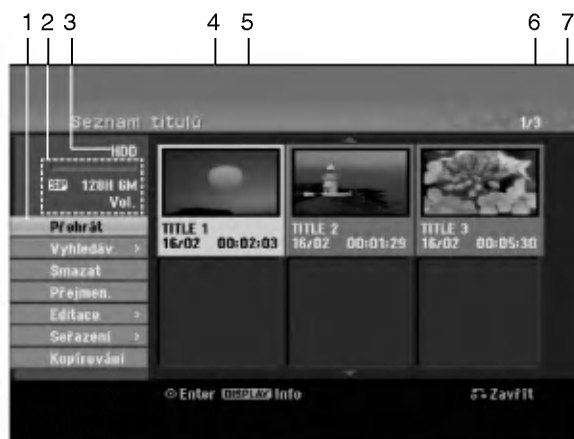 1 2 3 4 5 6 7
Seznam titulů
1/3
HDD
SEP 128H 6M
Vol.
Přehrát
Vyhledáv. >
Smazat
Přejmen.
Editace >
Seřazení >
Kopírování
TITLE 1
16/02 00:02:03
TITLE 2
16/02 00:01:29
TITLE 3
16/02 00:05:30
Enter DISPLAY Info
Zavřít